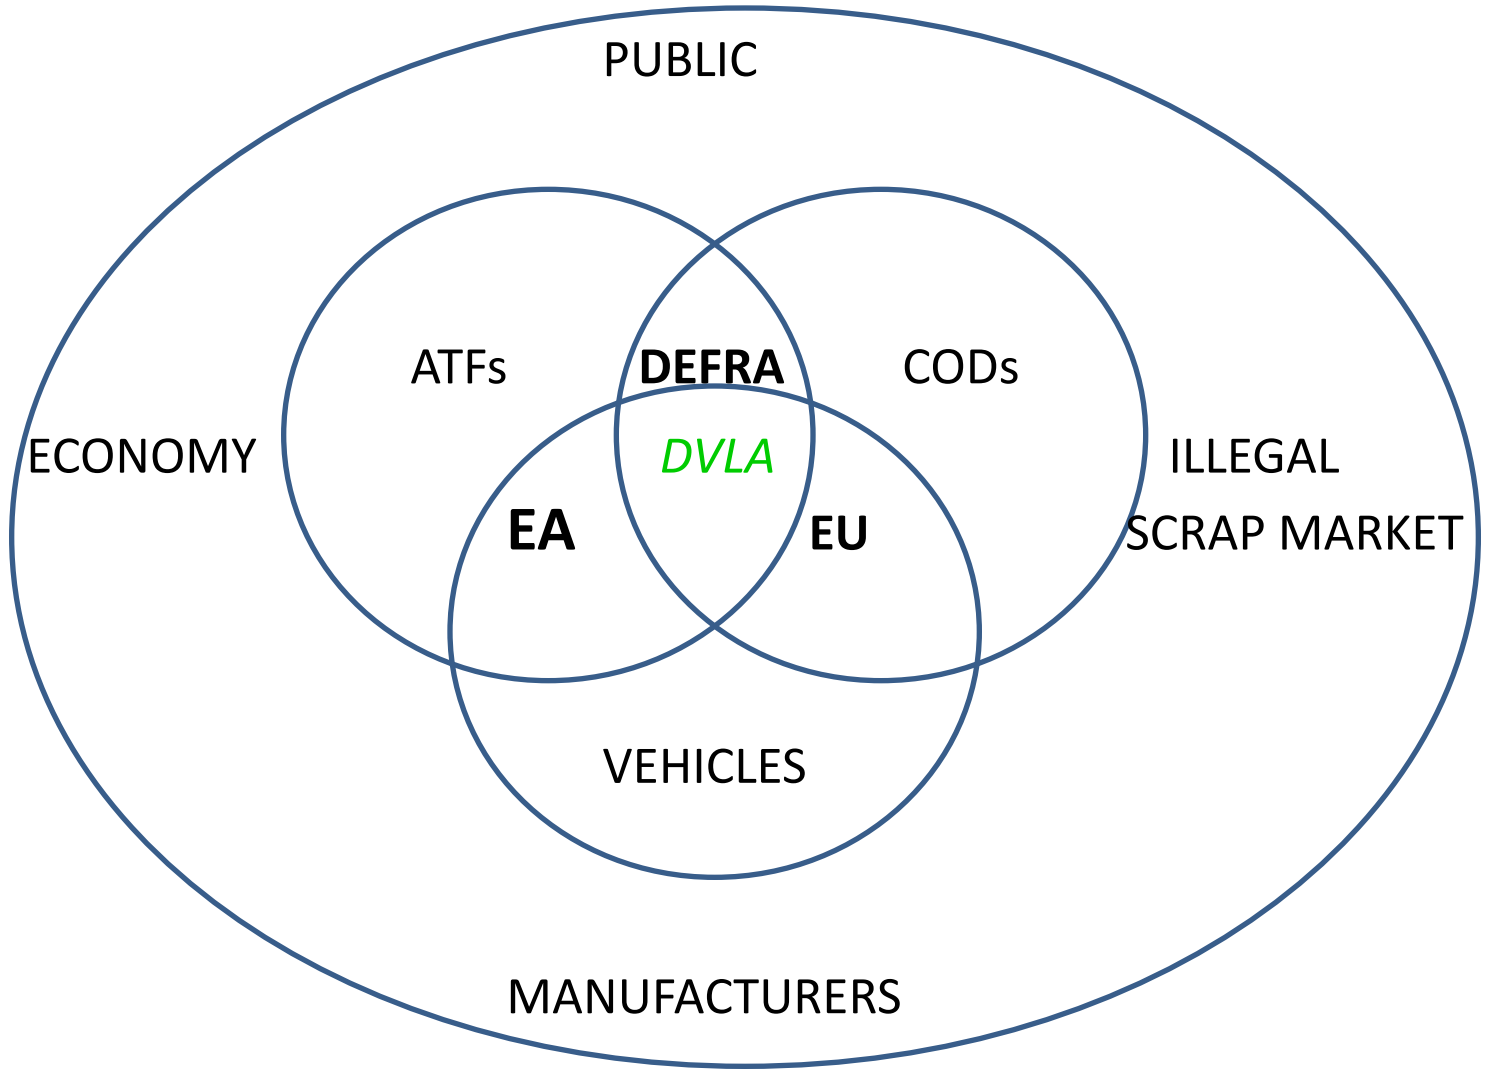 PUBLIC
ATFs
DEFRA
CODs
ECONOMY
DVLA
ILLEGAL
SCRAP MARKET
EA
EU
VEHICLES
MANUFACTURERS